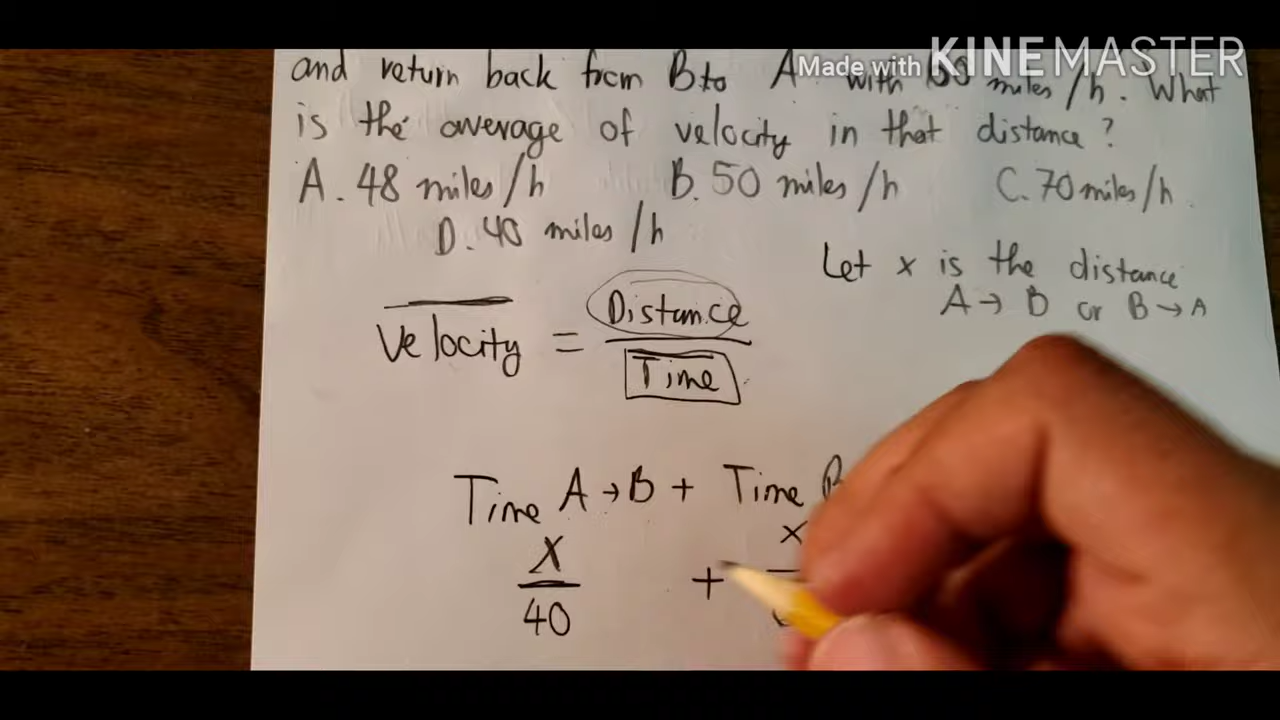 Made with KINEMASTER
and return back from B to A with 60 miles/h. What
is the average of velocity in that distance?
A. 48 miles/h B. 50 miles/h C. 70 miles/h
D. 40 miles/h
Let x is the distance
A → B or B → A
Velocity = Distance
Time
Time A → B + Time B
x + x
40